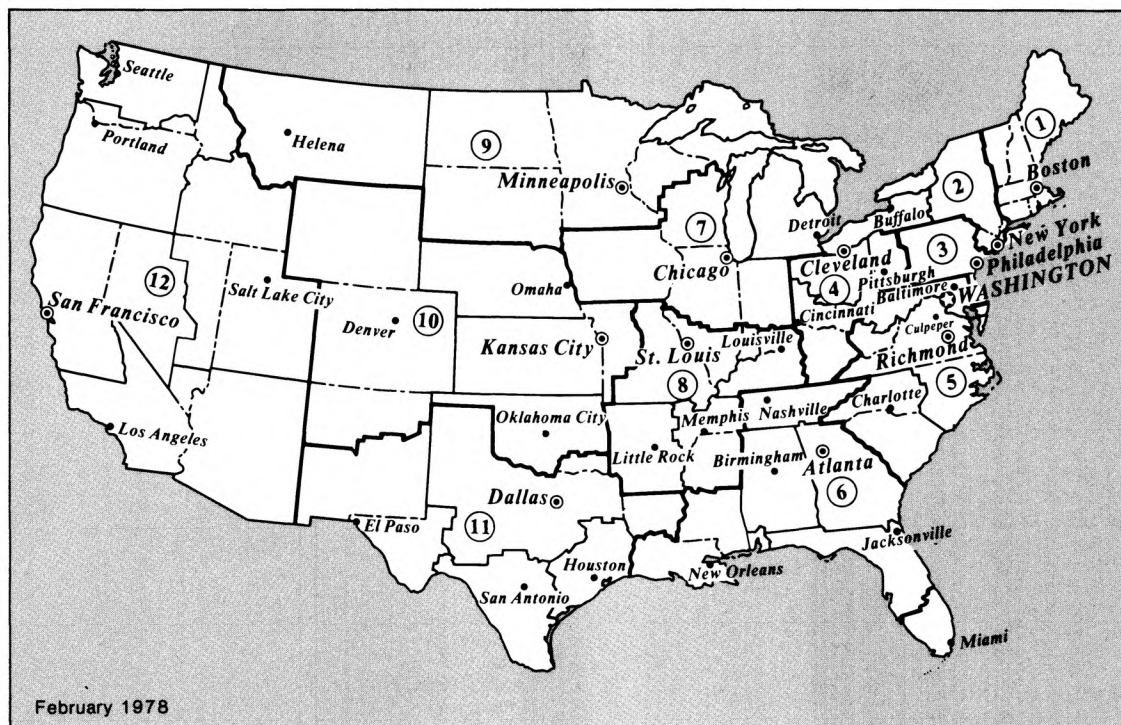 Seattle
Portland
Helena
9
Minneapolis
1
Boston
2
Buffalo
Detroit
7
Chicago
New York
3
Philadelphia
Cleveland
4
Pittsburgh
Baltimore
WASHINGTON
Cincinnati
Culpeper
Richmond
5
12
San Francisco
Salt Lake City
Denver
10
Omaha
Kansas City
St. Louis
Louisville
8
Los Angeles
Oklahoma City
Memphis
Nashville
Charlotte
Little Rock
Birmingham
Atlanta
6
Dallas
11
El Paso
Houston
San Antonio
New Orleans
Jacksonville
Miami
February 1978